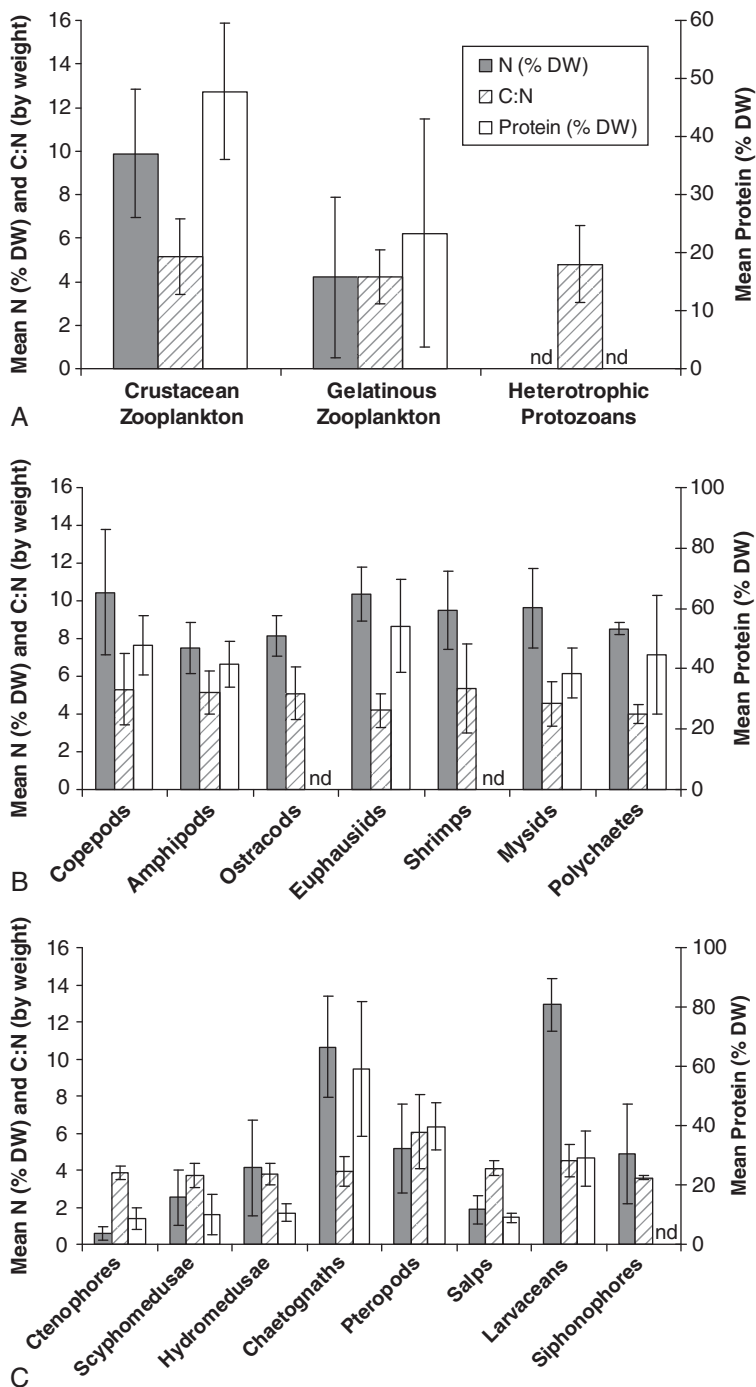 16
14
12
10
8
6
4
2
0
Mean N (% DW) and C:N (by weight)
60
50
40
30
20
10
0
Mean Protein (% DW)
N (% DW)
C:N
Protein (% DW)
nd
nd
Crustacean
Zooplankton
Gelatinous
Zooplankton
Heterotrophic
Protozoans
A
16
14
12
10
8
6
4
2
0
Mean N (% DW) and C:N (by weight)
100
80
60
40
20
0
Mean Protein (% DW)
nd
nd
Copepods
Amphipods
Ostracods
Euphausiids
Shrimps
Mysids
Polychaetes
B
16
14
12
10
8
6
4
2
0
Mean N (% DW) and C:N (by weight)
100
80
60
40
20
0
Mean Protein (% DW)
nd
Ctenophores
Scyphomedusae
Hydromedusae
Chaetognaths
Pteropods
Salps
Larvaceans
Siphonophores
C